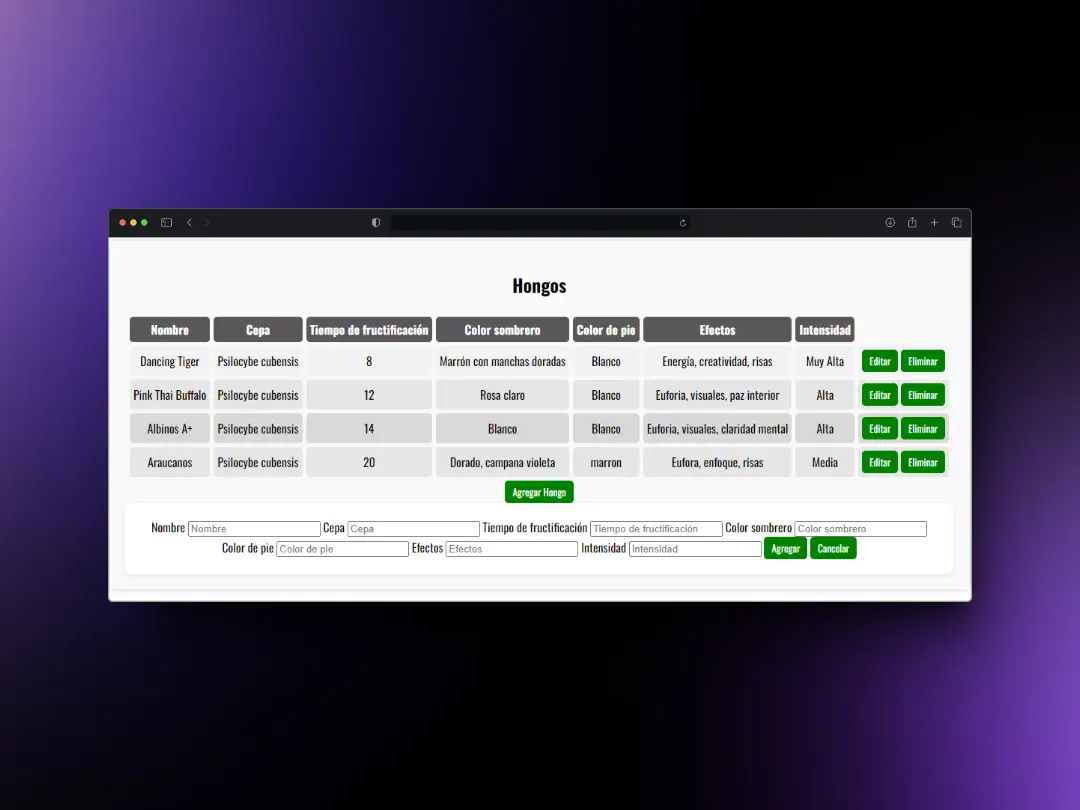 Hongos
Nombre Cepa Tiempo de fructificación Color sombrero Color de pie Efectos Intensidad
Dancing Tiger Psilocybe cubensis 8 Marrón con manchas doradas Blanco Energía, creatividad, risas Muy Alta Editar Eliminar
Pink Thai Buffalo Psilocybe cubensis 12 Rosa claro Blanco Euforia, visuales, paz interior Alta Editar Eliminar
Albinos A+ Psilocybe cubensis 14 Blanco Blanco Euforia, visuales, claridad mental Alta Editar Eliminar
Araucanos Psilocybe cubensis 20 Dorado, campana violeta marron Eufora, enfoque, risas Media Editar Eliminar
Agregar Hongo
Nombre Nombre Cepa Cepa Tiempo de fructificación Tiempo de fructificación Color sombrero Color sombrero
Color de pie Color de pie Efectos Efectos Intensidad Intensidad Agregar Cancelar